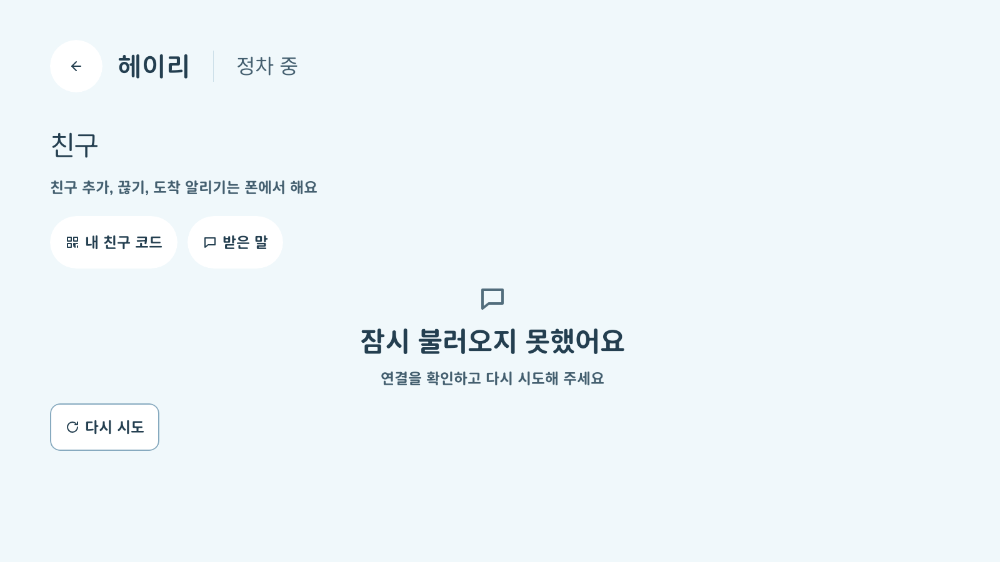 헤이리
정차 중
친구
친구 추가, 끊기, 도착 알리기는 폰에서 해요
내 친구 코드
받은 말
잠시 불러오지 못했어요
연결을 확인하고 다시 시도해 주세요
다시 시도